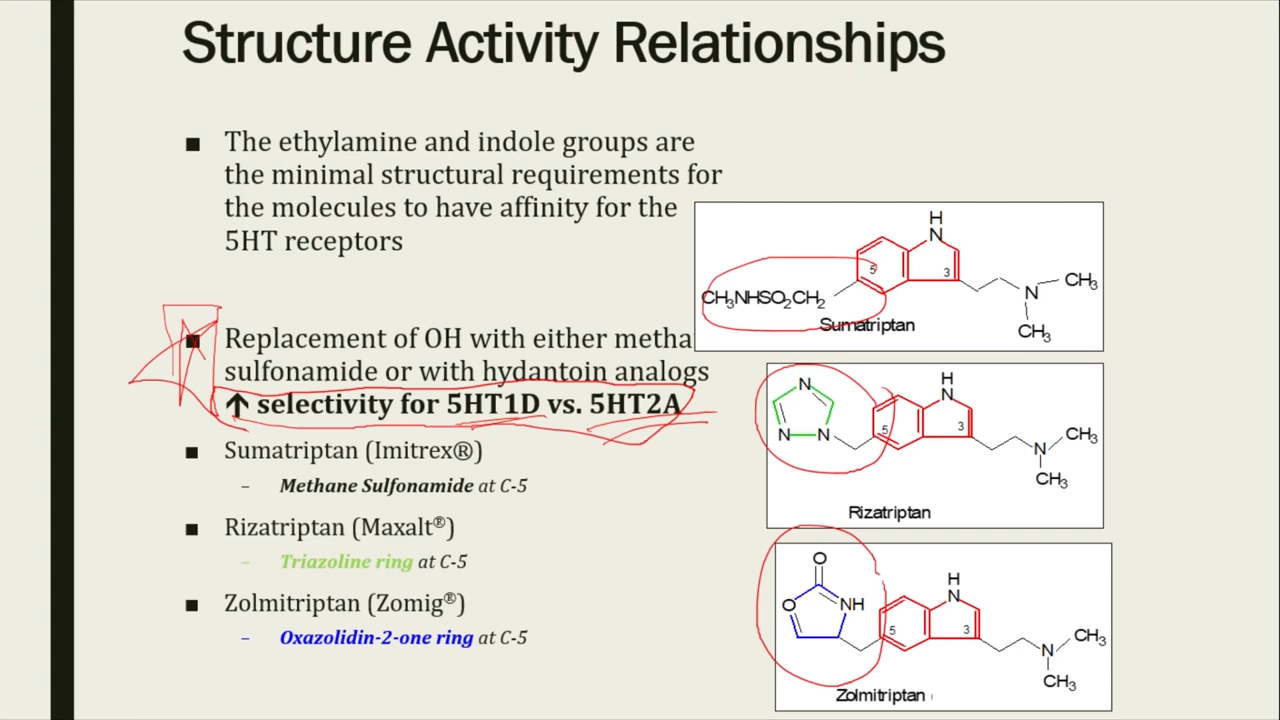 Structure Activity Relationships
■ The ethylamine and indole groups are
the minimal structural requirements for
the molecules to have affinity for the
5HT receptors
■ Replacement of OH with either metha
sulfonamide or with hydantoin analogs
↑ selectivity for 5HT1D vs. 5HT2A
■ Sumatriptan (Imitrex®)
– Methane Sulfonamide at C-5
■ Rizatriptan (Maxalt®)
– Triazoline ring at C-5
■ Zolmitriptan (Zomig®)
– Oxazolidin-2-one ring at C-5
H
N
5
3
CH₃NHSO₂CH₂
N
CH₃
CH₃
Sumatriptan
N
N
N
H
N
5
3
N
CH₃
CH₃
Rizatriptan
O
O
NH
H
N
5
3
N
CH₃
CH₃
Zolmitriptan